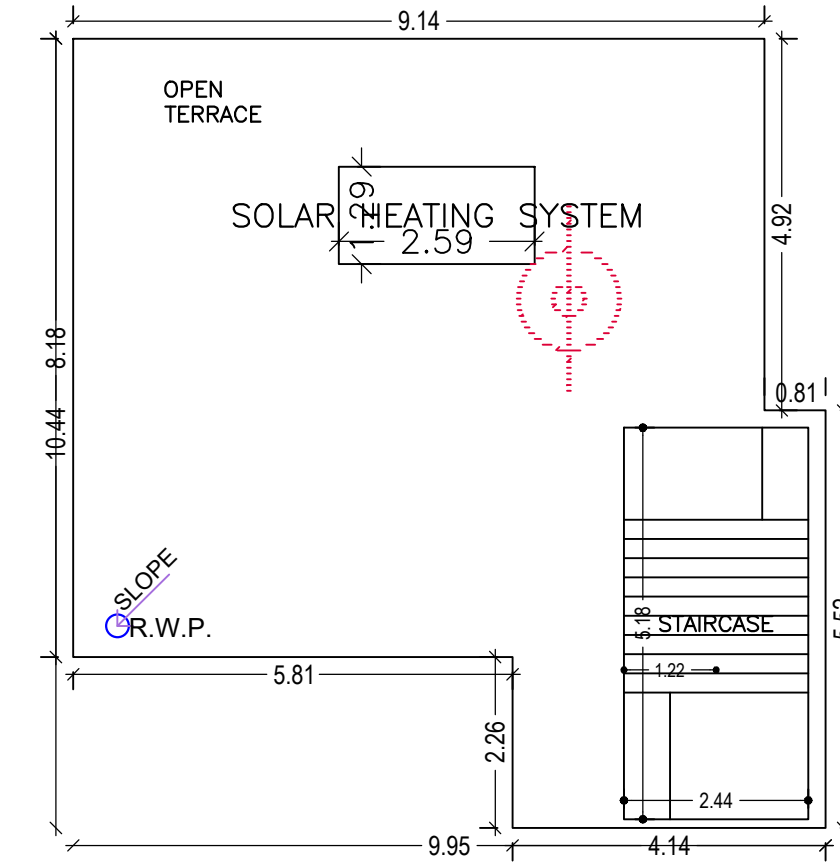 9.14
OPEN
TERRACE
1.29
SOLAR HEATING SYSTEM
2.59
4.92
8.18
0.81
10.44
SLOPE
R.W.P.
5.18
STAIRCASE
1.22
5.81
2.26
2.44
9.95
4.14